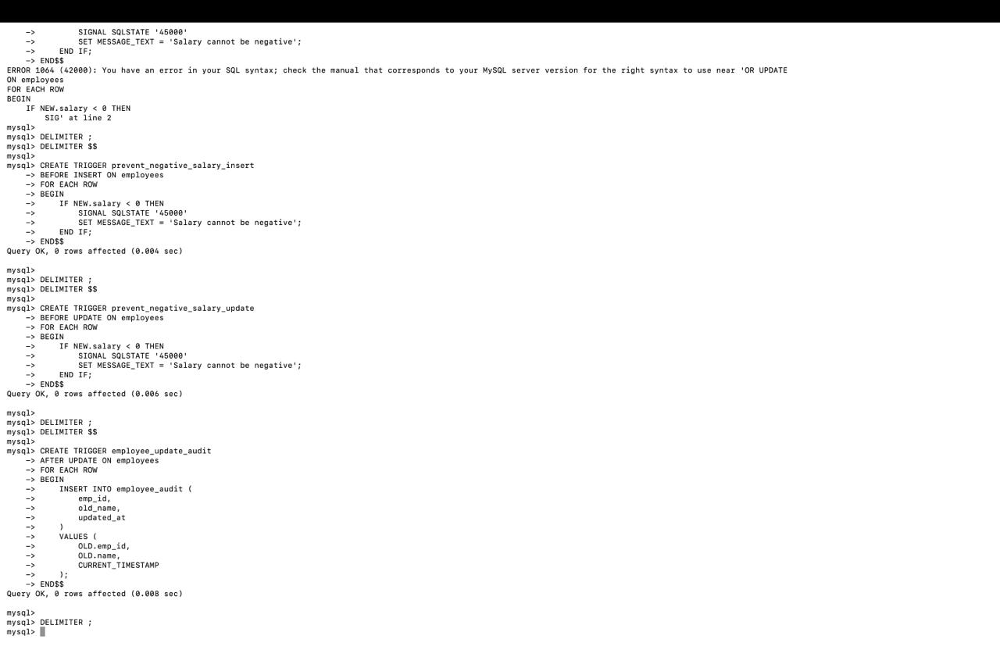 ->         SIGNAL SQLSTATE '45000'
    ->         SET MESSAGE_TEXT = 'Salary cannot be negative';
    ->     END IF;
    -> END$$
ERROR 1064 (42000): You have an error in your SQL syntax; check the manual that corresponds to your MySQL server version for the right syntax to use near 'OR UPDATE
ON employees
FOR EACH ROW
BEGIN
    IF NEW.salary < 0 THEN
        SIG' at line 2
mysql>
mysql> DELIMITER ;
mysql> DELIMITER $$
mysql>
mysql> CREATE TRIGGER prevent_negative_salary_insert
    -> BEFORE INSERT ON employees
    -> FOR EACH ROW
    -> BEGIN
    ->     IF NEW.salary < 0 THEN
    ->         SIGNAL SQLSTATE '45000'
    ->         SET MESSAGE_TEXT = 'Salary cannot be negative';
    ->     END IF;
    -> END$$
Query OK, 0 rows affected (0.004 sec)

mysql>
mysql> DELIMITER ;
mysql> DELIMITER $$
mysql>
mysql> CREATE TRIGGER prevent_negative_salary_update
    -> BEFORE UPDATE ON employees
    -> FOR EACH ROW
    -> BEGIN
    ->     IF NEW.salary < 0 THEN
    ->         SIGNAL SQLSTATE '45000'
    ->         SET MESSAGE_TEXT = 'Salary cannot be negative';
    ->     END IF;
    -> END$$
Query OK, 0 rows affected (0.006 sec)

mysql>
mysql> DELIMITER ;
mysql> DELIMITER $$
mysql>
mysql> CREATE TRIGGER employee_update_audit
    -> AFTER UPDATE ON employees
    -> FOR EACH ROW
    -> BEGIN
    ->     INSERT INTO employee_audit (
    ->         emp_id,
    ->         old_name,
    ->         updated_at
    ->     )
    ->     VALUES (
    ->         OLD.emp_id,
    ->         OLD.name,
    ->         CURRENT_TIMESTAMP
    ->     );
    -> END$$
Query OK, 0 rows affected (0.008 sec)

mysql>
mysql> DELIMITER ;
mysql>